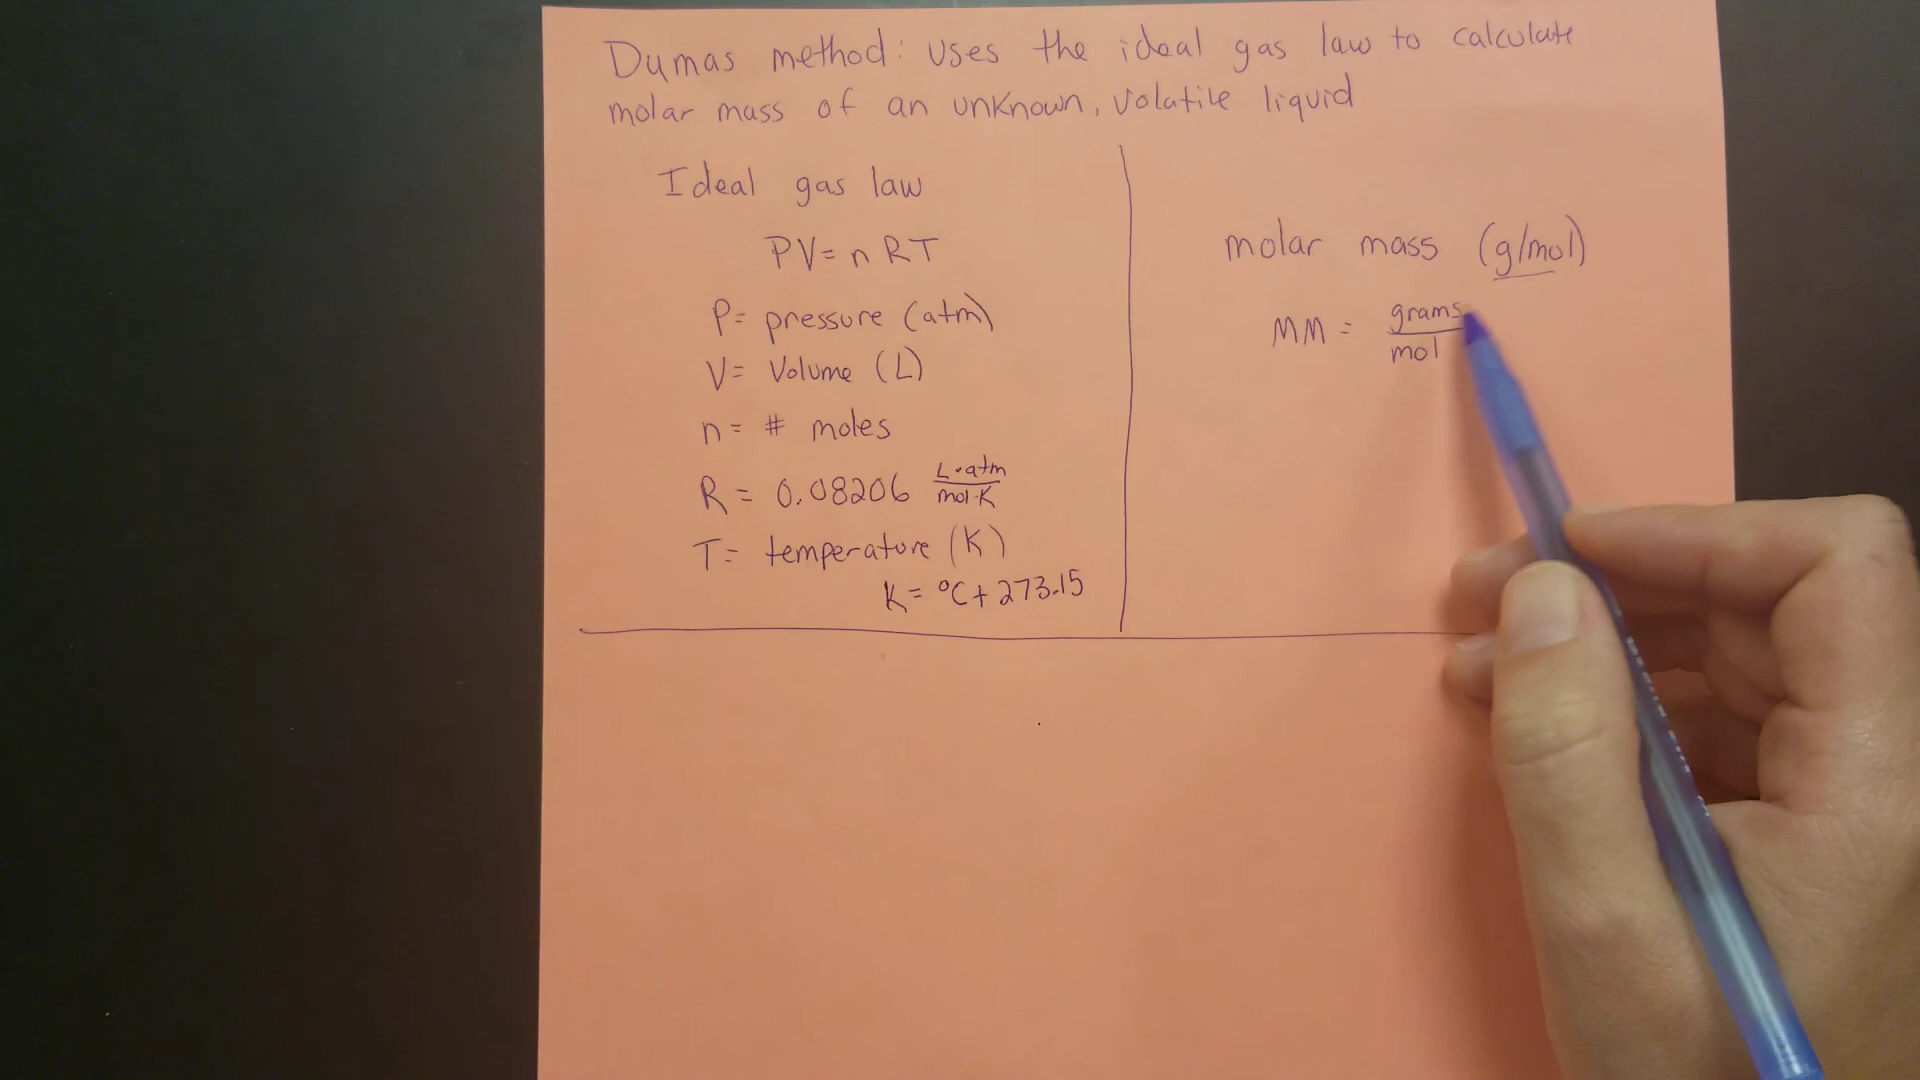 Dumas method: uses the ideal gas law to calculate
molar mass of an unknown, volatile liquid
Ideal gas law
PV = nRT
P = pressure (atm)
V = Volume (L)
n = # moles
R = 0.08206 L·atm/mol·K
T = temperature (K)
K = °C + 273.15
molar mass (g/mol)
MM = grams/mol